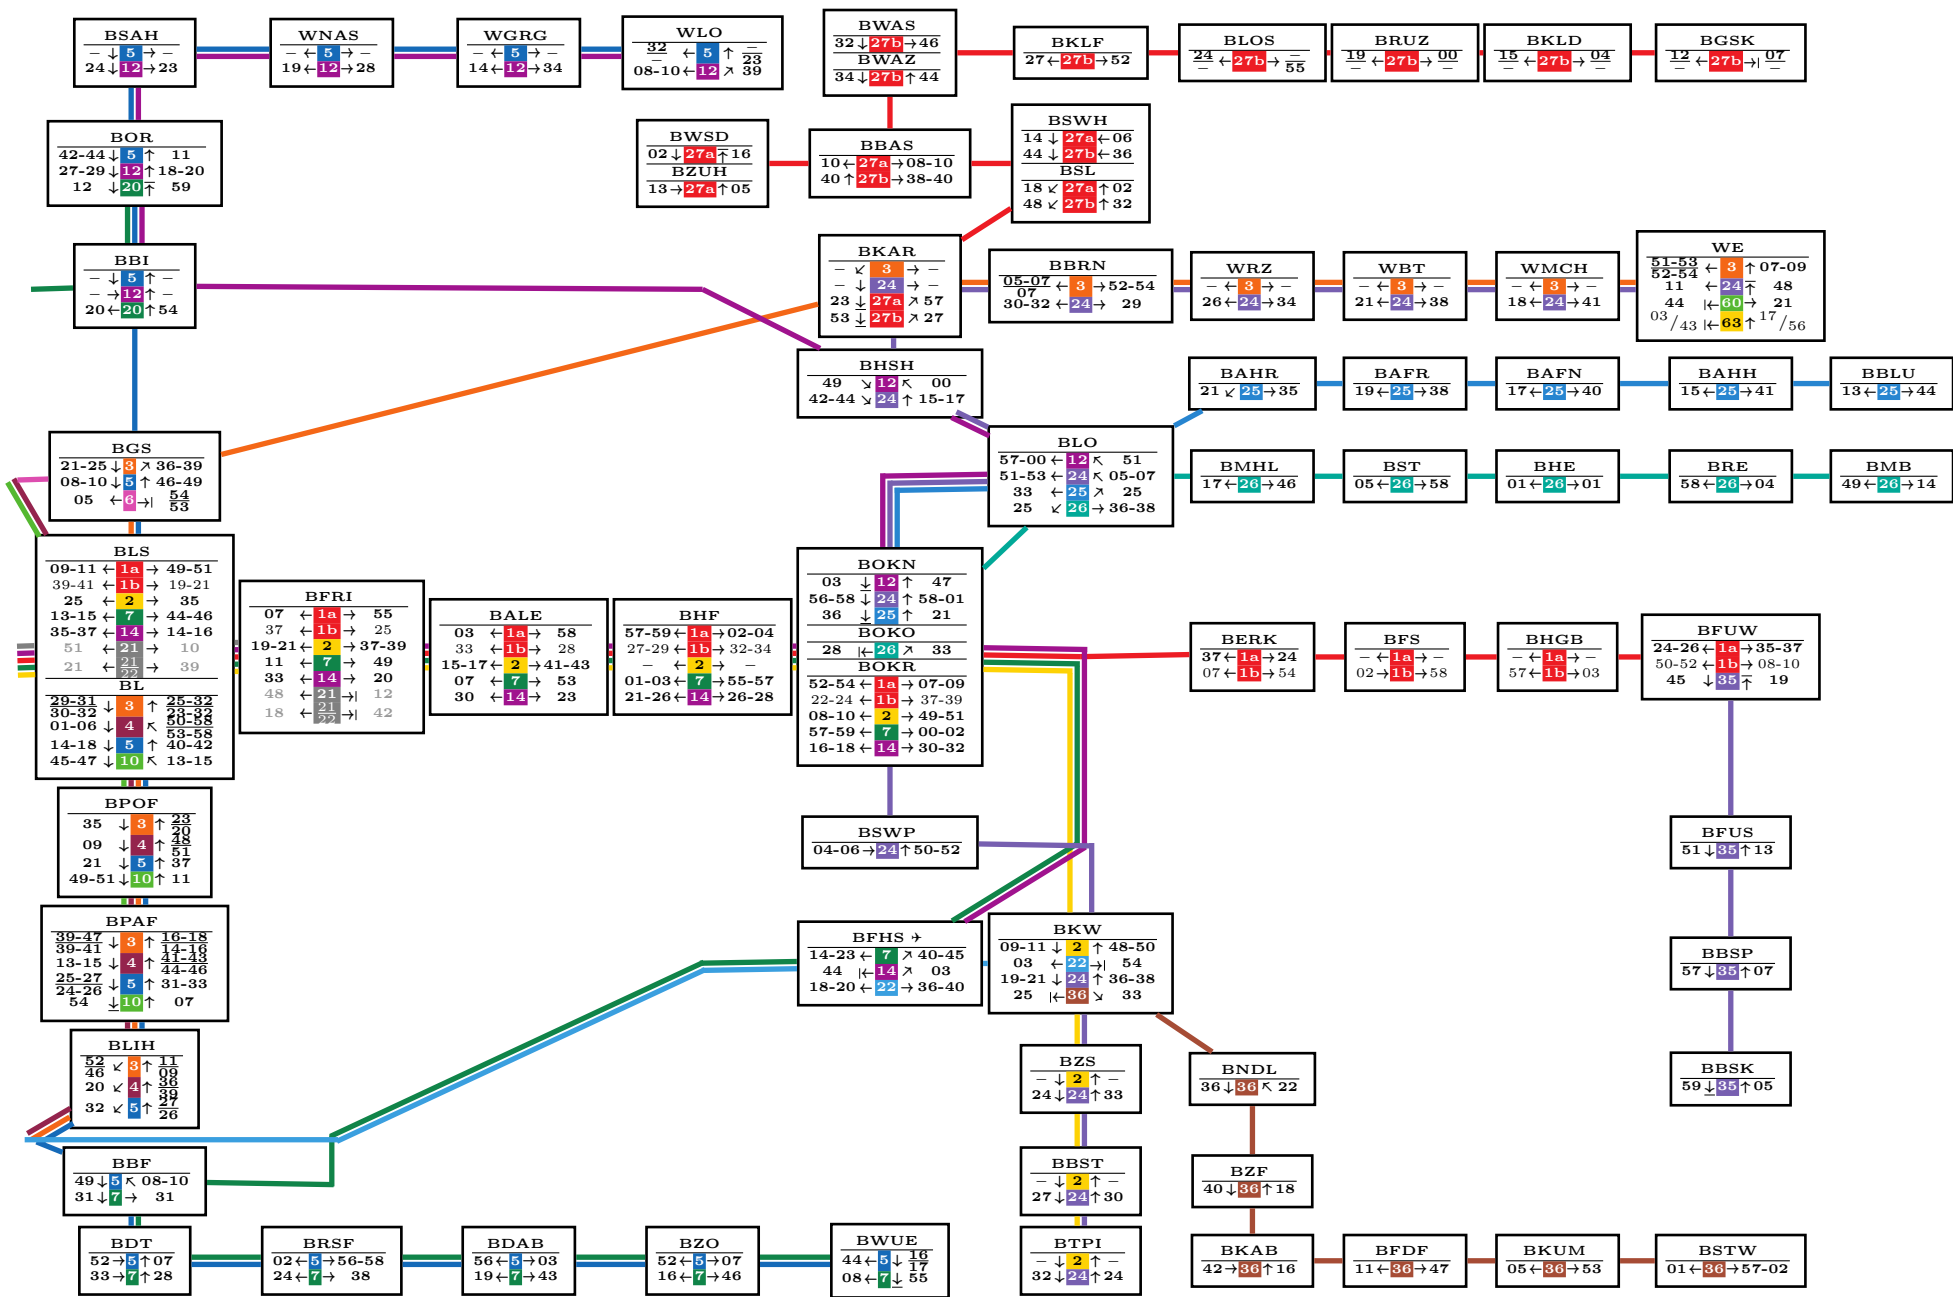 BSAH
– ↓ 5 → –
24 ↓ 12 → 23
WNAS
– ← 5 → –
19 ← 12 → 28
WGRG
– ← 5 → –
14 ← 12 → 34
WLO
32/– ← 5 ↑ –/23
08-10 ← 12 ↗ 39
BWAS
32 ↓ 27b → 46
BWAZ
34 ↓ 27b ↑ 44
BKLF
27 ← 27b → 52
BLOS
24/– ← 27b → –/55
BRUZ
19/– ← 27b → 00/–
BKLD
15/– ← 27b → 04/–
BGSK
12/– ← 27b →| 07/–
BOR
42-44 ↓ 5 ↑ 11
27-29 ↓ 12 ↑ 18-20
12 ↓ 20 ↑ 59
BWSD
02 ↓ 27a ↑ 16
BZUH
13 → 27a ↑ 05
BBAS
10 ← 27a → 08-10
40 ↑ 27b → 38-40
BSWH
14 ↓ 27a ← 06
44 ↓ 27b ← 36
BSL
18 ↙ 27a ↑ 02
48 ↙ 27b ↑ 32
BBI
– ↓ 5 ↑ –
– → 12 ↑ –
20 ← 20 ↑ 54
BKAR
– ↙ 3 → –
– ↓ 24 → –
23 ↓ 27a ↗ 57
53 ↓ 27b ↗ 27
BBRN
05-07/07 ← 3 → 52-54
30-32 ← 24 → 29
WRZ
– ← 3 → –
26 ← 24 → 34
WBT
– ← 3 → –
21 ← 24 → 38
WMCH
– ← 3 → –
18 ← 24 → 41
WE
51-53/52-54 ← 3 ↑ 07-09
11 ← 24 ↑ 48
44 |← 60 → 21
03/43 |← 63 ↑ 17/56
BHSH
49 ↘ 12 ↖ 00
42-44 ↘ 24 ↑ 15-17
BAHR
21 ↙ 25 → 35
BAFR
19 ← 25 → 38
BAFN
17 ← 25 → 40
BAHH
15 ← 25 → 41
BBLU
13 ← 25 → 44
BGS
21-25 ↓ 3 ↗ 36-39
08-10 ↓ 5 ↑ 46-49
05 ← 6 →| 54/53
BLO
57-00 ← 12 ↖ 51
51-53 ← 24 ↖ 05-07
33 ← 25 ↗ 25
25 ↙ 26 → 36-38
BMHL
17 ← 26 → 46
BST
05 ← 26 → 58
BHE
01 ← 26 → 01
BRE
58 ← 26 → 04
BMB
49 ← 26 → 14
BLS
09-11 ← 1a → 49-51
39-41 ← 1b → 19-21
25 ← 2 → 35
13-15 ← 7 → 44-46
35-37 ← 14 → 14-16
51 ← 21 → 10
21 ← 21/22 → 39
BL
29-31/30-32 ↓ 3 ↑ 25-32/23-32
01-06 ↓ 4 ↖ 50-58/53-58
14-18 ↓ 5 ↑ 40-42
45-47 ↓ 10 ↖ 13-15
BFRI
07 ← 1a → 55
37 ← 1b → 25
19-21 ← 2 → 37-39
11 ← 7 → 49
33 ← 14 → 20
48 ← 21 →| 12
18 ← 21/22 →| 42
BALE
03 ← 1a → 58
33 ← 1b → 28
15-17 ← 2 → 41-43
07 ← 7 → 53
30 ← 14 → 23
BHF
57-59 ← 1a → 02-04
27-29 ← 1b → 32-34
– ← 2 → –
01-03 ← 7 → 55-57
21-26 ← 14 → 26-28
BOKN
03 ↓ 12 ↑ 47
56-58 ↓ 24 ↑ 58-01
36 ↓ 25 ↑ 21
BOKO
28 |← 26 ↗ 33
BOKR
52-54 ← 1a → 07-09
22-24 ← 1b → 37-39
08-10 ← 2 → 49-51
57-59 ← 7 → 00-02
16-18 ← 14 → 30-32
BERK
37 ← 1a → 24
07 ← 1b → 54
BFS
– ← 1a → –
02 → 1b → 58
BHGB
– ← 1a → –
57 ← 1b → 03
BFUW
24-26 ← 1a → 35-37
50-52 ← 1b → 08-10
45 ↓ 35 ↑ 19
BPOF
35 ↓ 3 ↑ 23/20
09 ↓ 4 ↑ 48/51
21 ↓ 5 ↑ 37
49-51 ↓ 10 ↑ 11
BSWP
04-06 → 24 ↑ 50-52
BFUS
51 ↓ 35 ↑ 13
BPAF
39-47/39-41 ↓ 3 ↑ 16-18/14-16
13-15 ↓ 4 ↑ 41-43/44-46
25-27/24-26 ↓ 5 ↑ 31-33
54 ↓ 10 ↑ 07
BFHS ✈
14-23 ← 7 ↗ 40-45
44 |← 14 ↗ 03
18-20 ← 22 → 36-40
BKW
09-11 ↓ 2 ↑ 48-50
03 ← 22 →| 54
19-21 ↓ 24 ↑ 36-38
25 |← 36 ↘ 33
BBSP
57 ↓ 35 ↑ 07
BLIH
52/46 ↙ 3 ↑ 11/09
20 ↙ 4 ↑ 36/39
32 ↙ 5 ↑ 27/26
BZS
– ↓ 2 ↑ –
24 ↓ 24 ↑ 33
BNDL
36 ↓ 36 ↖ 22
BBSK
59 ↓ 35 ↑ 05
BBF
49 ↓ 5 ↖ 08-10
31 ↓ 7 → 31
BBST
– ↓ 2 ↑ –
27 ↓ 24 ↑ 30
BZF
40 ↓ 36 ↑ 18
BDT
52 → 5 ↑ 07
33 → 7 ↑ 28
BRSF
02 ← 5 → 56-58
24 ← 7 → 38
BDAB
56 ← 5 → 03
19 ← 7 → 43
BZO
52 ← 5 → 07
16 ← 7 → 46
BWUE
44 ← 5 ↓ 16/17
08 ← 7 ↓ 55
BTPI
– ↓ 2 ↑ –
32 ↓ 24 ↑ 24
BKAB
42 → 36 ↑ 16
BFDF
11 ← 36 → 47
BKUM
05 ← 36 → 53
BSTW
01 ← 36 → 57-02